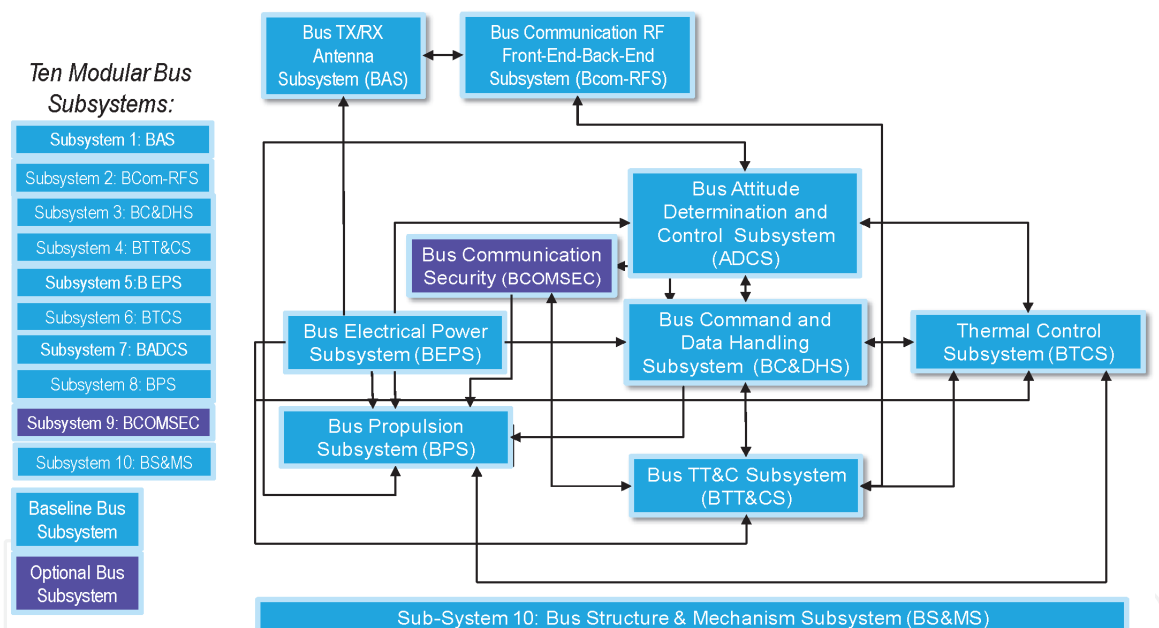 Ten Modular Bus
Subsystems:
Subsystem 1: BAS
Subsystem 2: BCom-RFS
Subsystem 3: BC&DHS
Subsystem 4: BTT&CS
Subsystem 5:B EPS
Subsystem 6: BTCS
Subsystem 7: BADCS
Subsystem 8: BPS
Subsystem 9: BCOMSEC
Subsystem 10: BS&MS
Baseline Bus
Subsystem
Optional Bus
Subsystem
Bus TX/RX
Antenna
Subsystem (BAS)
Bus Communication RF
Front-End-Back-End
Subsystem (Bcom-RFS)
Bus Attitude
Determination and
Control Subsystem
(ADCS)
Bus Communication
Security (BCOMSEC)
Bus Electrical Power
Subsystem (BEPS)
Bus Command and
Data Handling
Subsystem (BC&DHS)
Thermal Control
Subsystem (BTCS)
Bus Propulsion
Subsystem (BPS)
Bus TT&C Subsystem
(BTT&CS)
Sub-System 10: Bus Structure & Mechanism Subsystem (BS&MS)